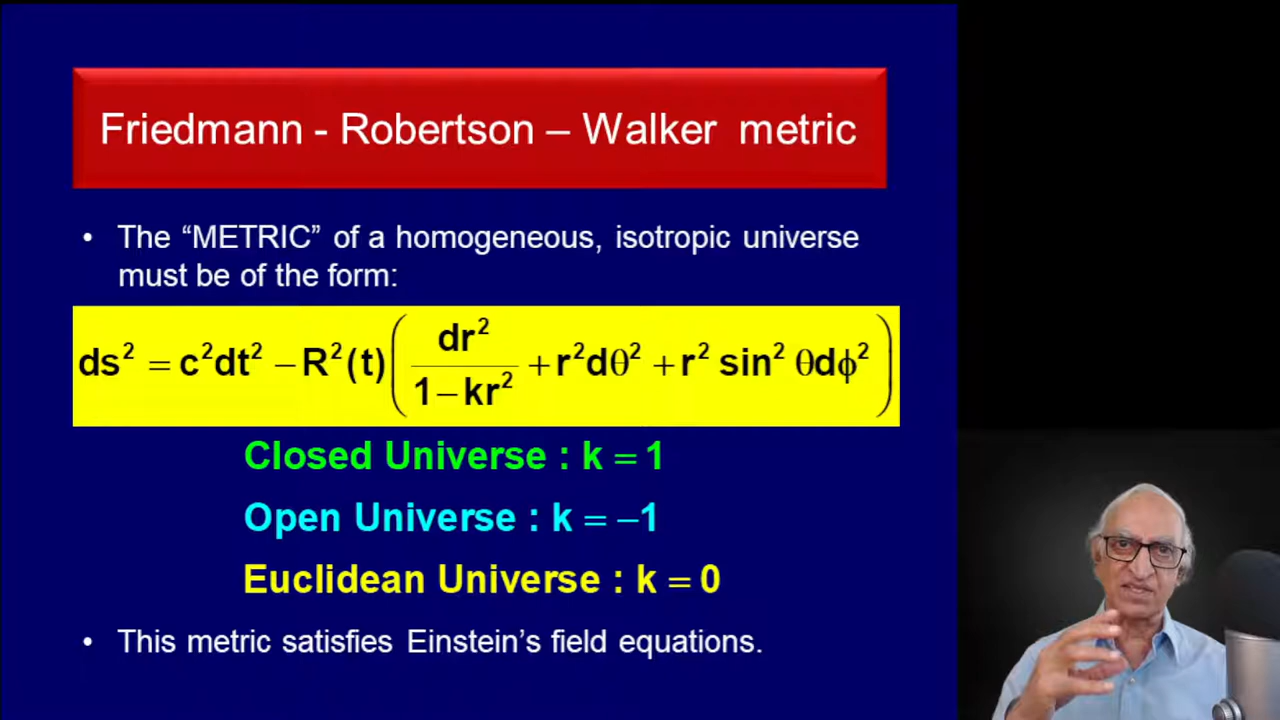 Friedmann - Robertson – Walker metric
• The “METRIC” of a homogeneous, isotropic universe
must be of the form:
ds² = c²dt² − R²(t)(dr²/(1 − kr²) + r²dθ² + r² sin² θdϕ²)
Closed Universe : k = 1
Open Universe : k = −1
Euclidean Universe : k = 0
• This metric satisfies Einstein’s field equations.